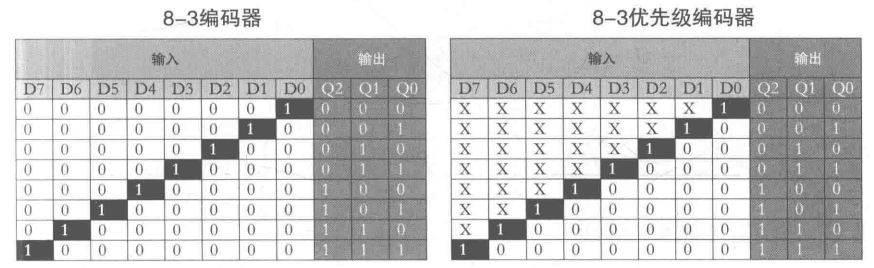 8-3编码器
输入 输出
D7 D6 D5 D4 D3 D2 D1 D0 Q2 Q1 Q0
0 0 0 0 0 0 0 1 0 0 0
0 0 0 0 0 0 1 0 0 0 1
0 0 0 0 0 1 0 0 0 1 0
0 0 0 0 1 0 0 0 0 1 1
0 0 0 1 0 0 0 0 1 0 0
0 0 1 0 0 0 0 0 1 0 1
0 1 0 0 0 0 0 0 1 1 0
1 0 0 0 0 0 0 0 1 1 1
8-3优先级编码器
输入 输出
D7 D6 D5 D4 D3 D2 D1 D0 Q2 Q1 Q0
X X X X X X X 1 0 0 0
X X X X X X 1 0 0 0 1
X X X X X 1 0 0 0 1 0
X X X X 1 0 0 0 0 1 1
X X X 1 0 0 0 0 1 0 0
X X 1 0 0 0 0 0 1 0 1
X 1 0 0 0 0 0 0 1 1 0
1 0 0 0 0 0 0 0 1 1 1